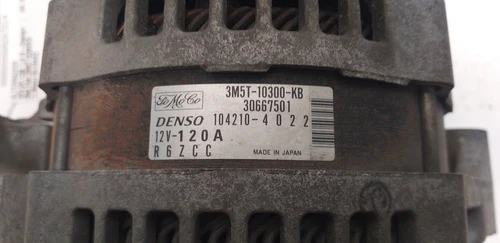 FoMoCo
3M5T-10300-KB
30667501
DENSO 104210-4022
12V-120A
R6ZCC
MADE IN JAPAN